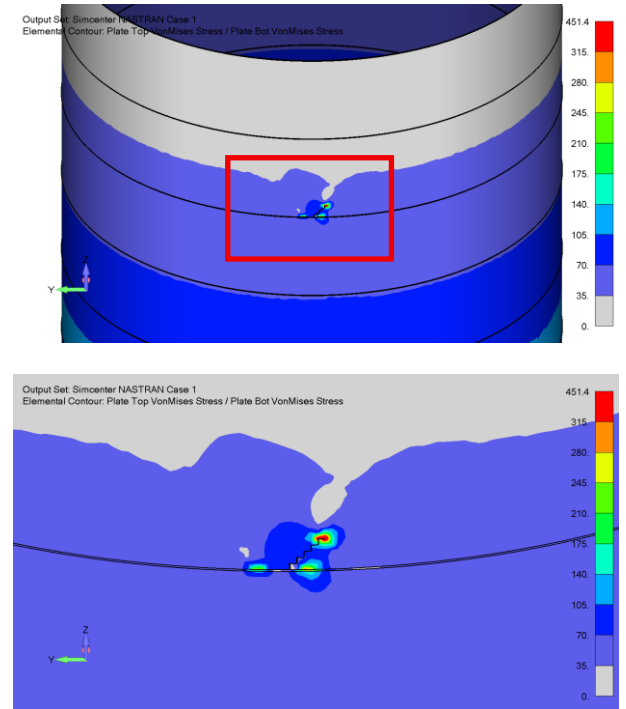 Output Set: Simcenter NASTRAN Case 1
Elemental Contour: Plate Top VonMises Stress / Plate Bot VonMises Stress
451.4
315.
280.
245.
210.
175.
140.
105.
70.
35.
0.
Z
Y
Output Set: Simcenter NASTRAN Case 1
Elemental Contour: Plate Top VonMises Stress / Plate Bot VonMises Stress
451.4
315.
280.
245.
210.
175.
140.
105.
70.
35.
0.
Z
Y